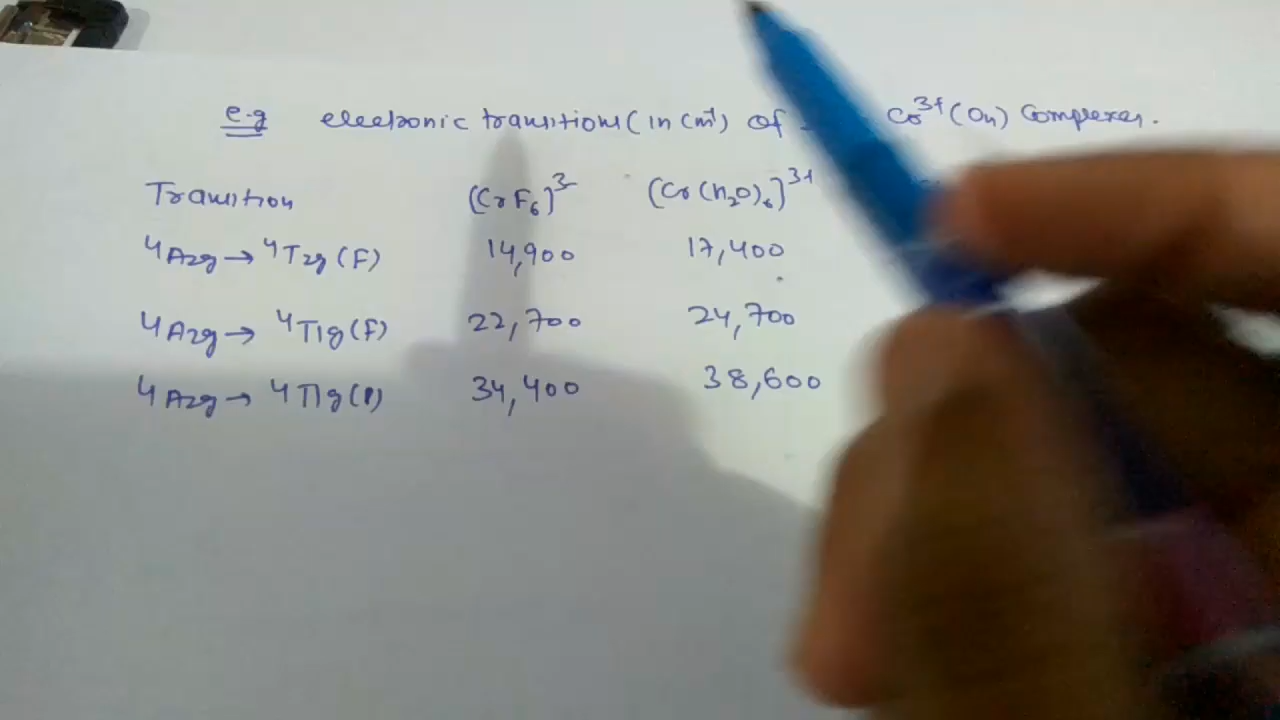 e.g electronic transitions (in cm⁻¹) of Cr³⁺ (Oh) Complexes.
Transition [CrF₆]³⁻ [Cr(H₂O)₆]³⁺
⁴A₂g → ⁴T₂g (F) 14,900 17,400
⁴A₂g → ⁴T₁g (F) 22,700 24,700
⁴A₂g → ⁴T₁g (P) 34,400 38,600